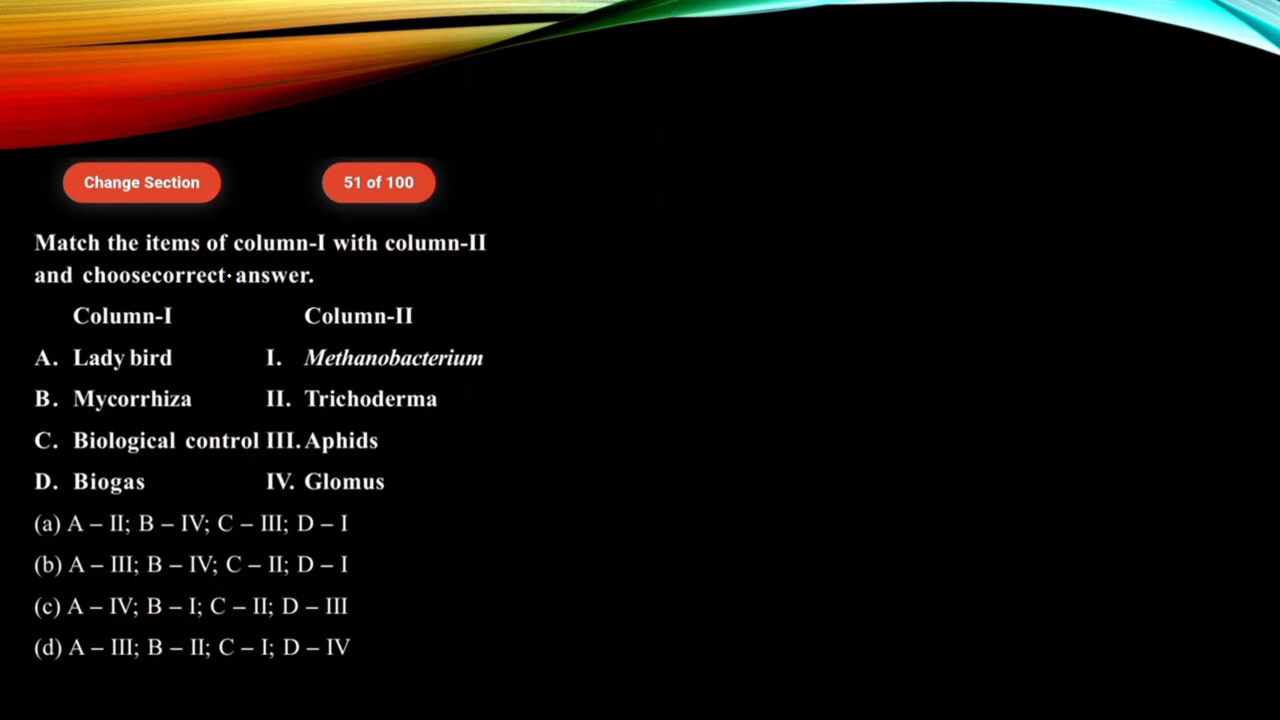 Change Section 51 of 100
Match the items of column-I with column-II
and choosecorrect answer.
Column-I Column-II
A. Lady bird I. Methanobacterium
B. Mycorrhiza II. Trichoderma
C. Biological control III. Aphids
D. Biogas IV. Glomus
(a) A – II; B – IV; C – III; D – I
(b) A – III; B – IV; C – II; D – I
(c) A – IV; B – I; C – II; D – III
(d) A – III; B – II; C – I; D – IV